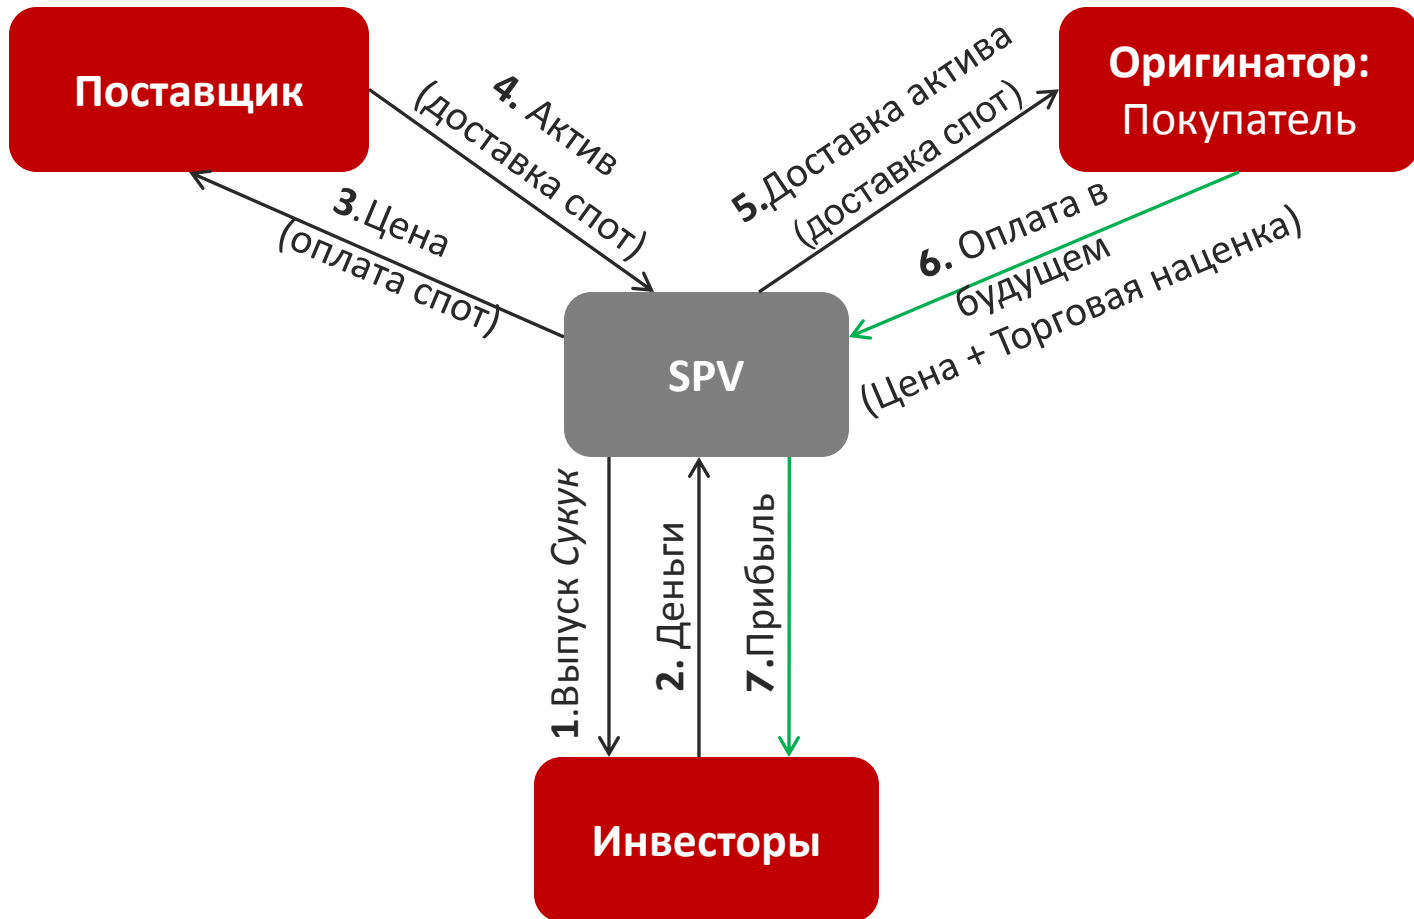 Поставщик
4. Актив
(доставка спот)
3.Цена
(оплата спот)
5.Доставка актива
(доставка спот)
Оригинатор:
Покупатель
6. Оплата в
будущем
(Цена + Торговая наценка)
SPV
1.Выпуск Сукук
2. Деньги
7.Прибыль
Инвесторы